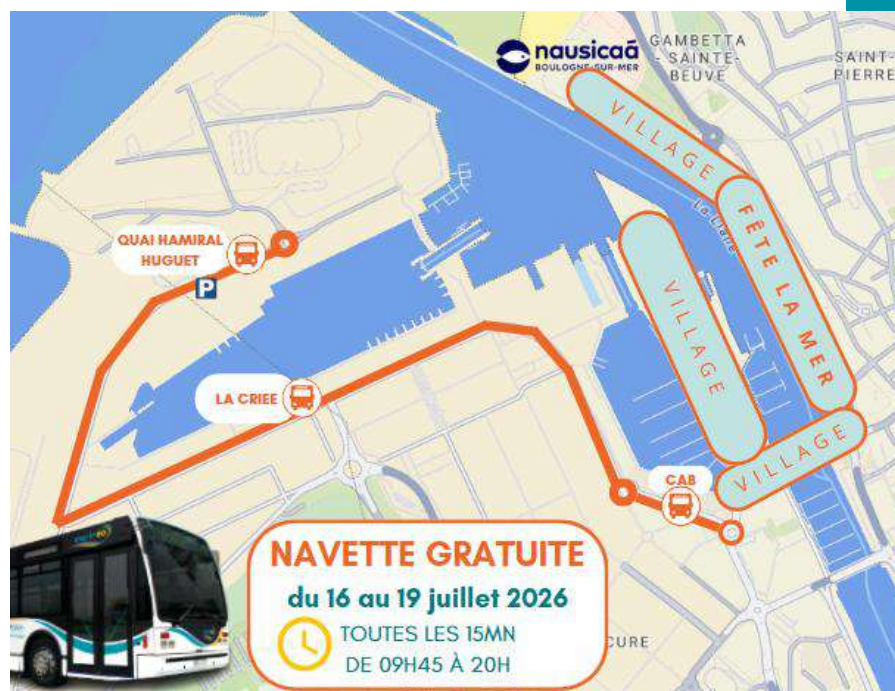 nausicaá
BOULOGNE-SUR-MER
GAMBETTA
- SAINTE-
BEUVE
SAINT-
PIERRE
VILLAGE
La Liane
FÊTE LA MER
VILLAGE
VILLAGE
QUAI HAMIRAL
HUGUET
P
LA CRIEE
CAB
NAVETTE GRATUITE
du 16 au 19 juillet 2026
TOUTES LES 15MN
DE 09H45 À 20H
CURE